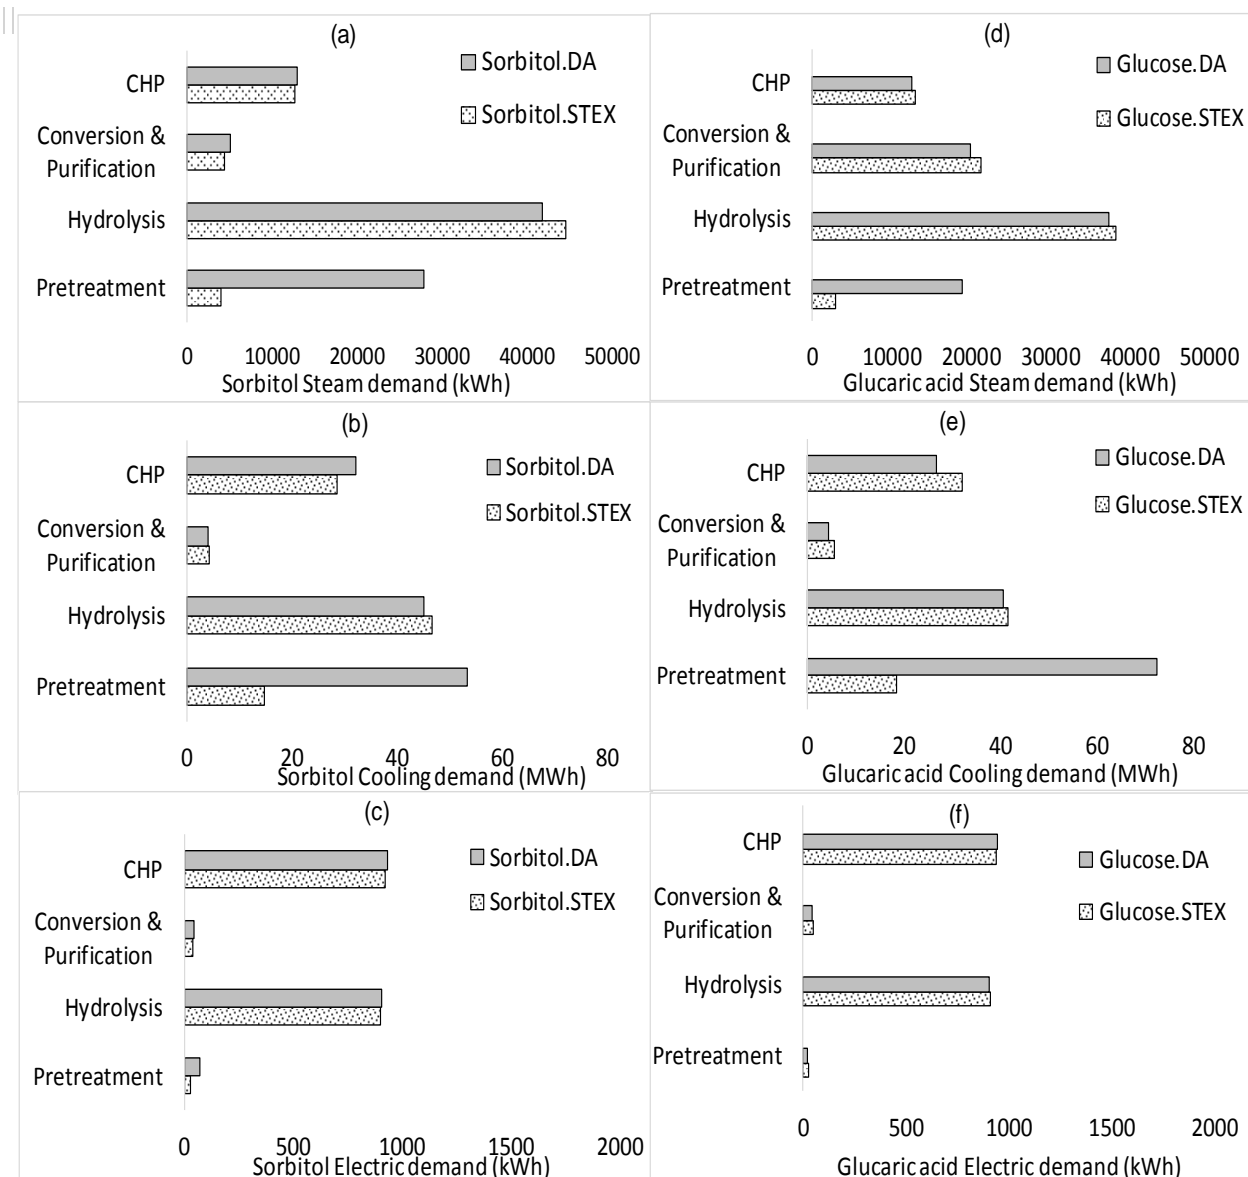 (a)
Sorbitol.DA
Sorbitol.STEX
CHP
Conversion &
Purification
Hydrolysis
Pretreatment
0 10000 20000 30000 40000 50000
Sorbitol Steam demand (kWh)
(d)
Glucose.DA
Glucose.STEX
CHP
Conversion &
Purification
Hydrolysis
Pretreatment
0 10000 20000 30000 40000 50000
Glucaric acid Steam demand (kWh)
(b)
Sorbitol.DA
Sorbitol.STEX
CHP
Conversion &
Purification
Hydrolysis
Pretreatment
0 20 40 60 80
Sorbitol Cooling demand (MWh)
(e)
Glucose.DA
Glucose.STEX
CHP
Conversion &
Purification
Hydrolysis
Pretreatment
0 20 40 60 80
Glucaric acid Cooling demand (MWh)
(c)
Sorbitol.DA
Sorbitol.STEX
CHP
Conversion &
Purification
Hydrolysis
Pretreatment
0 500 1000 1500 2000
Sorbitol Electric demand (kWh)
(f)
Glucose.DA
Glucose.STEX
CHP
Conversion &
Purification
Hydrolysis
Pretreatment
0 500 1000 1500 2000
Glucaric acid Electric demand (kWh)